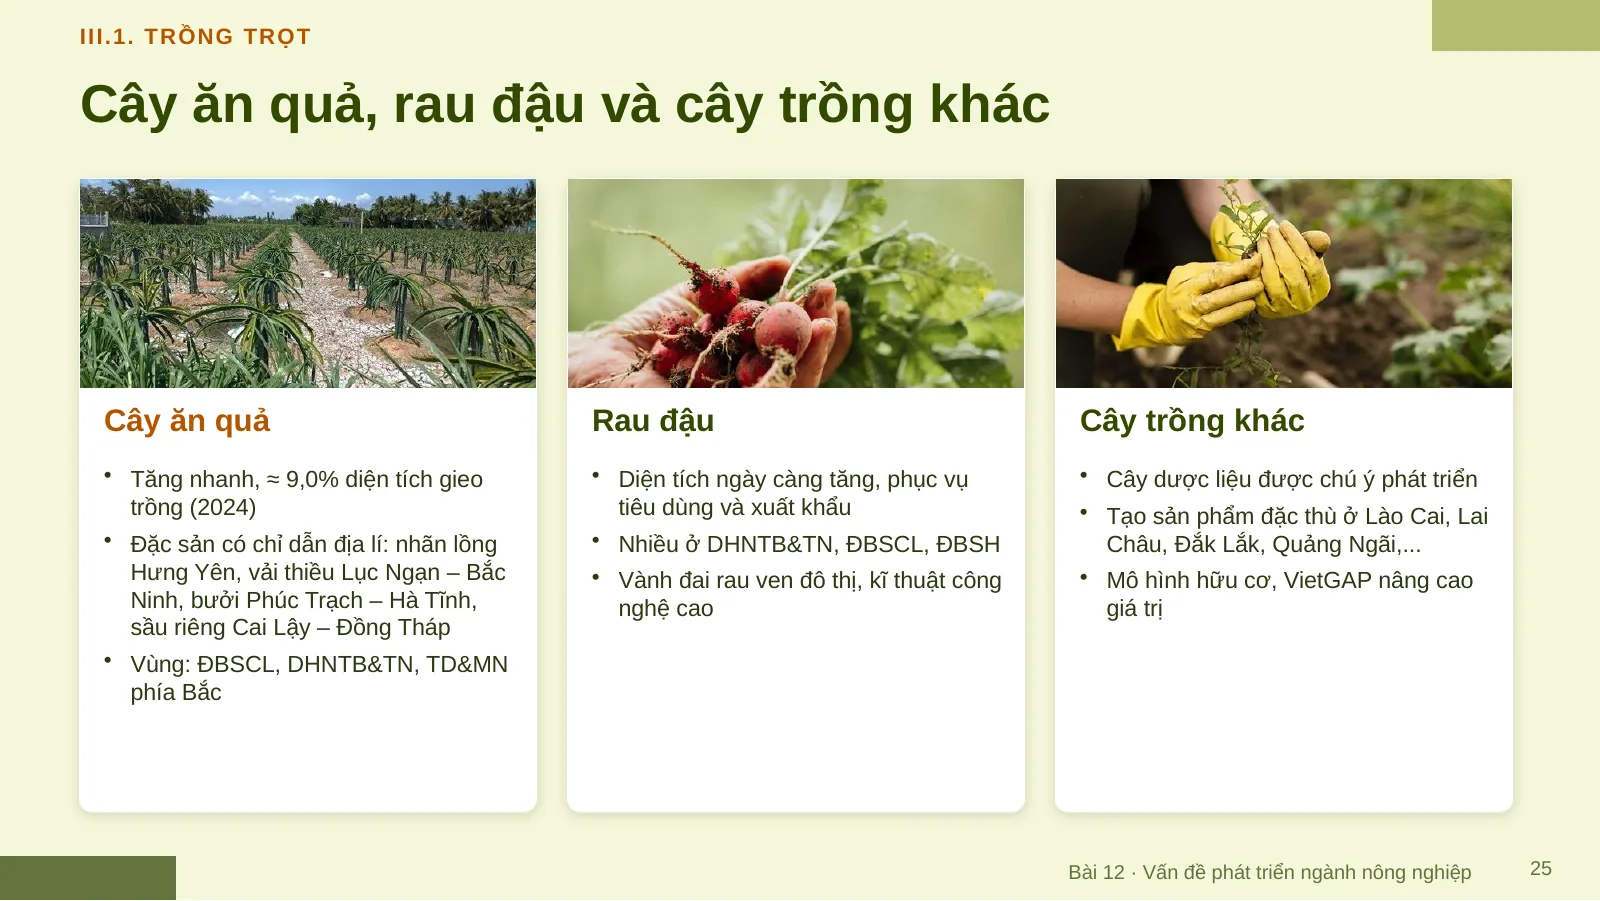 III.1. TRỒNG TRỌT
Cây ăn quả, rau đậu và cây trồng khác
Cây ăn quả
• Tăng nhanh, ≈ 9,0% diện tích gieo
trồng (2024)
• Đặc sản có chỉ dẫn địa lí: nhãn lồng
Hưng Yên, vải thiều Lục Ngạn – Bắc
Ninh, bưởi Phúc Trạch – Hà Tĩnh,
sầu riêng Cai Lậy – Đồng Tháp
• Vùng: ĐBSCL, DHNTB&TN, TD&MN
phía Bắc
Rau đậu
• Diện tích ngày càng tăng, phục vụ
tiêu dùng và xuất khẩu
• Nhiều ở DHNTB&TN, ĐBSCL, ĐBSH
• Vành đai rau ven đô thị, kĩ thuật công
nghệ cao
Cây trồng khác
• Cây dược liệu được chú ý phát triển
• Tạo sản phẩm đặc thù ở Lào Cai, Lai
Châu, Đắk Lắk, Quảng Ngãi,...
• Mô hình hữu cơ, VietGAP nâng cao
giá trị
Bài 12 · Vấn đề phát triển ngành nông nghiệp
25